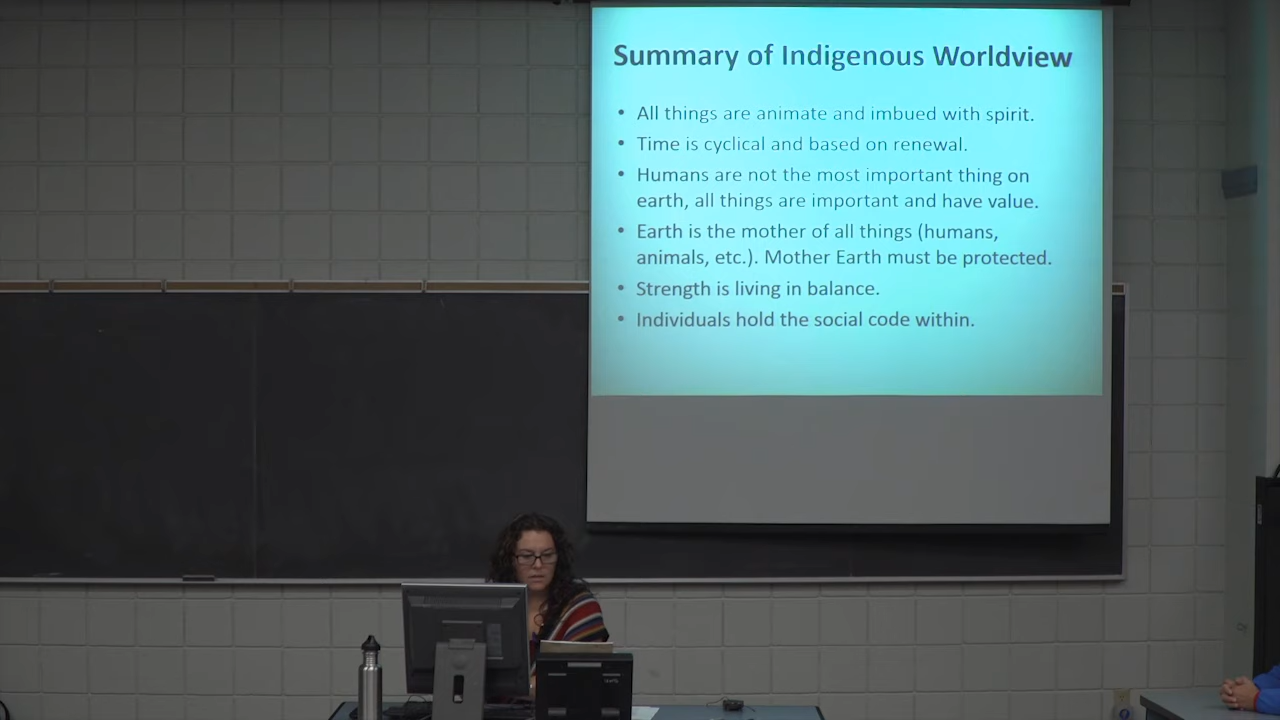 Summary of Indigenous Worldview
• All things are animate and imbued with spirit.
• Time is cyclical and based on renewal.
• Humans are not the most important thing on
earth, all things are important and have value.
• Earth is the mother of all things (humans,
animals, etc.). Mother Earth must be protected.
• Strength is living in balance.
• Individuals hold the social code within.